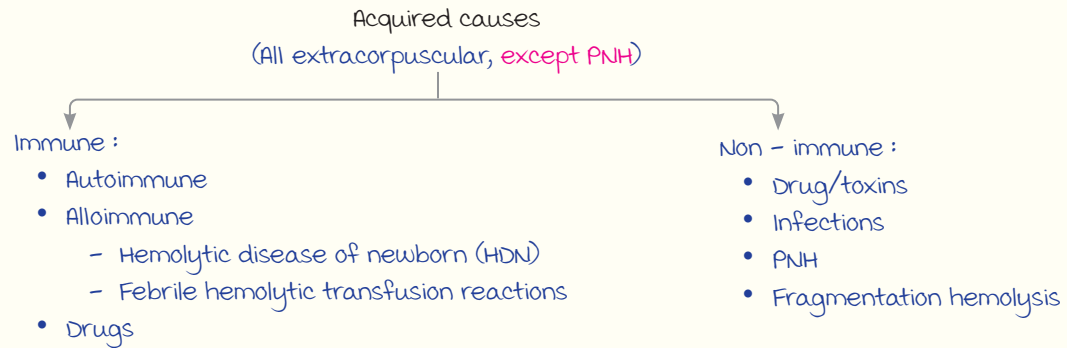 Acquired causes
(All extracorpuscular, except PNH)
Immune :
• Autoimmune
• Alloimmune
– Hemolytic disease of newborn (HDN)
– Febrile hemolytic transfusion reactions
• Drugs
Non - immune :
• Drug/toxins
• Infections
• PNH
• Fragmentation hemolysis